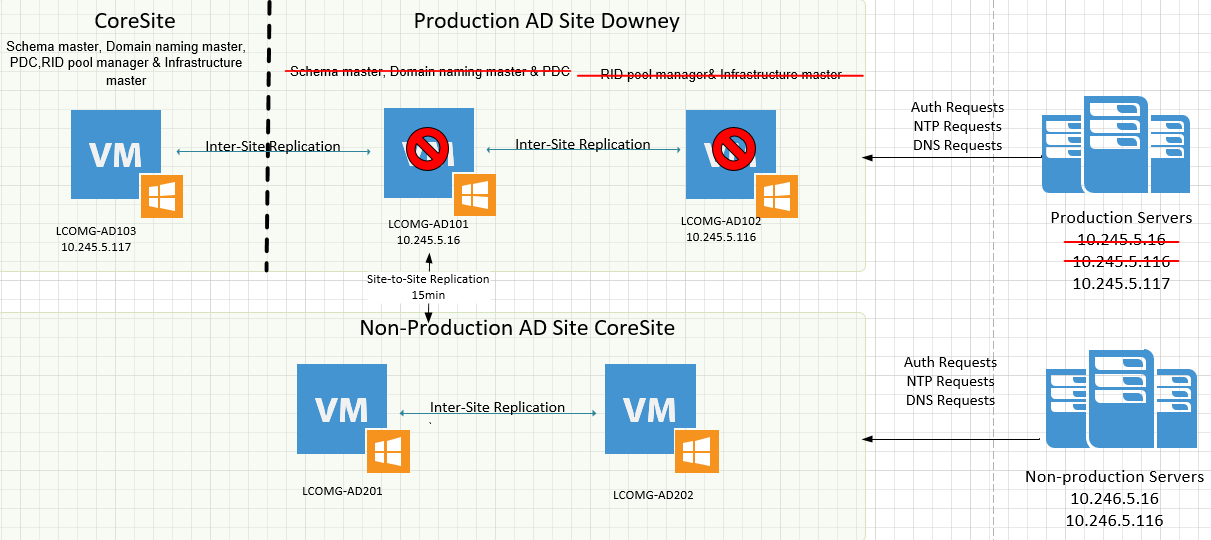 CoreSite
Schema master, Domain naming master,
PDC,RID pool manager & Infrastructure
master
Production AD Site Downey
Schema master, Domain naming master & PDC
RID pool manager& Infrastructure master
VM
Inter-Site Replication
VM
Inter-Site Replication
VM
LCOMG-AD103
10.245.5.117
LCOMG-AD101
10.245.5.16
LCOMG-AD102
10.245.5.116
Auth Requests
NTP Requests
DNS Requests
Production Servers
10.245.5.16
10.245.5.116
10.245.5.117
Site-to-Site Replication
15min
Non-Production AD Site CoreSite
VM
Inter-Site Replication
VM
LCOMG-AD201
LCOMG-AD202
Auth Requests
NTP Requests
DNS Requests
Non-production Servers
10.246.5.16
10.246.5.116